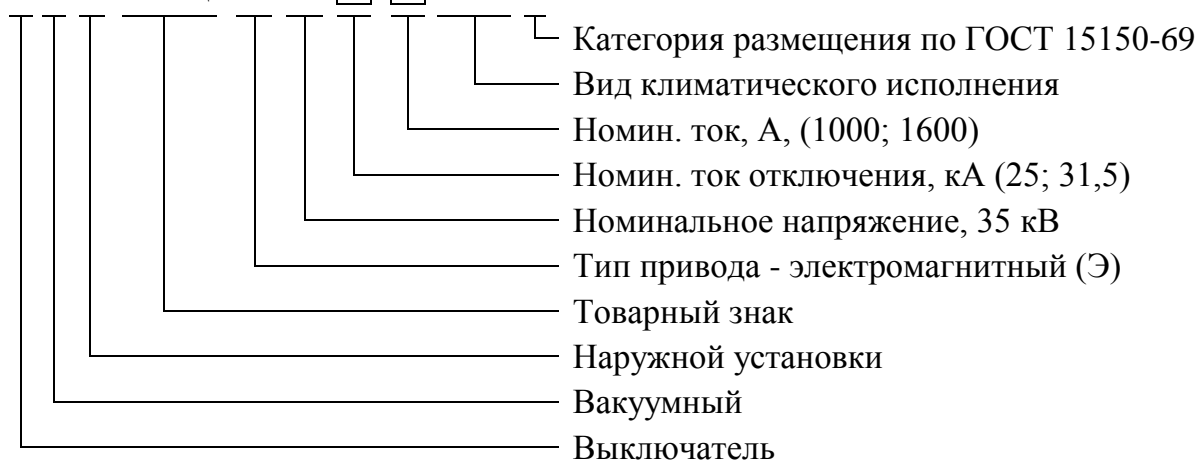 Категория размещения по ГОСТ 15150-69
Вид климатического исполнения
Номин. ток, А, (1000; 1600)
Номин. ток отключения, кА (25; 31,5)
Номинальное напряжение, 35 кВ
Тип привода - электромагнитный (Э)
Товарный знак
Наружной установки
Вакуумный
Выключатель